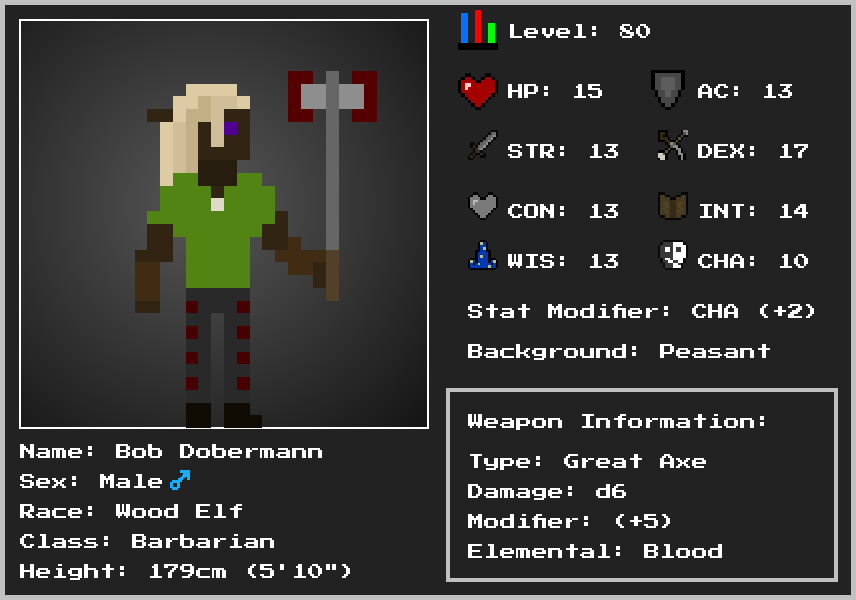 Level: 80
HP: 15
AC: 13
STR: 13
DEX: 17
CON: 13
INT: 14
WIS: 13
CHA: 10
Stat Modifier: CHA (+2)
Background: Peasant
Weapon Information:
Type: Great Axe
Damage: d6
Modifier: (+5)
Elemental: Blood
Name: Bob Dobermann
Sex: Male ♂
Race: Wood Elf
Class: Barbarian
Height: 179cm (5'10")